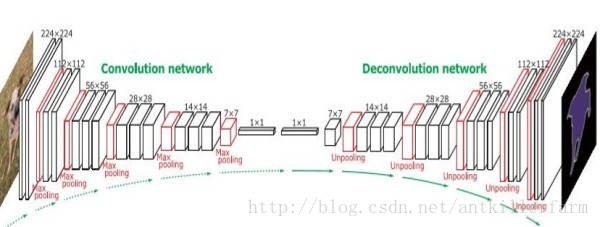 224×224
112×112
56×56
Convolution network
28×28
14×14
7×7
1×1
1×1
7×7
14×14
28×28
Deconvolution network
56×56
112×112
224×224
Max
pooling
Max
pooling
Max
pooling
Max
pooling
Max
pooling
Unpooling
Unpooling
Unpooling
Unpooling
Unpooling
http://blog.csdn.net/antkillerfarm